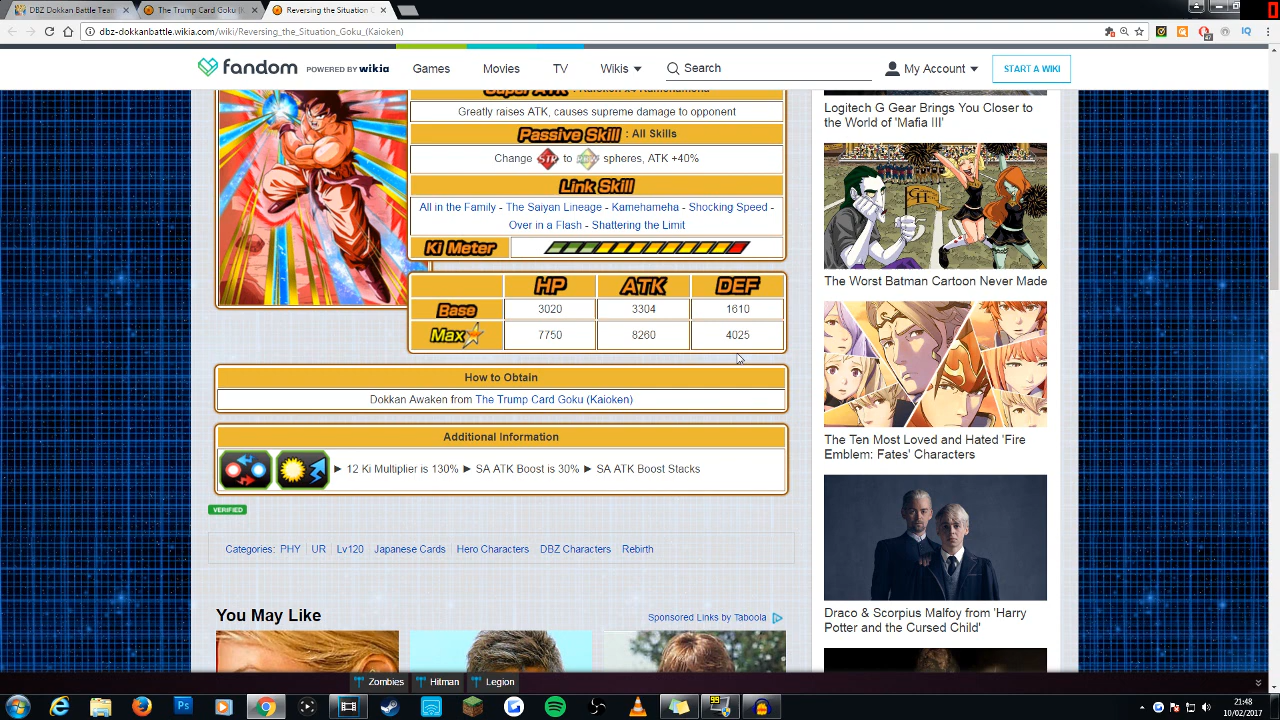 DBZ Dokkan Battle Team
The Trump Card Goku (K
Reversing the Situation G
dbz-dokkanbattle.wikia.com/wiki/Reversing_the_Situation_Goku_(Kaioken)
fandom POWERED BY wikia
Games Movies TV Wikis Search My Account START A WIKI
Super ATK : Kaioken x4 Kamehameha
Greatly raises ATK, causes supreme damage to opponent
Passive Skill : All Skills
Change STR to spheres, ATK +40%
Link Skill
All in the Family - The Saiyan Lineage - Kamehameha - Shocking Speed -
Over in a Flash - Shattering the Limit
Ki Meter
HP ATK DEF
Base 3020 3304 1610
Max 7750 8260 4025
How to Obtain
Dokkan Awaken from The Trump Card Goku (Kaioken)
Additional Information
► 12 Ki Multiplier is 130% ► SA ATK Boost is 30% ► SA ATK Boost Stacks
VERIFIED
Categories: PHY UR Lv120 Japanese Cards Hero Characters DBZ Characters Rebirth
You May Like
Sponsored Links by Taboola
Logitech G Gear Brings You Closer to
the World of 'Mafia III'
The Worst Batman Cartoon Never Made
The Ten Most Loved and Hated 'Fire
Emblem: Fates' Characters
Draco & Scorpius Malfoy from 'Harry
Potter and the Cursed Child'
Zombies Hitman Legion
21:48
10/02/2017